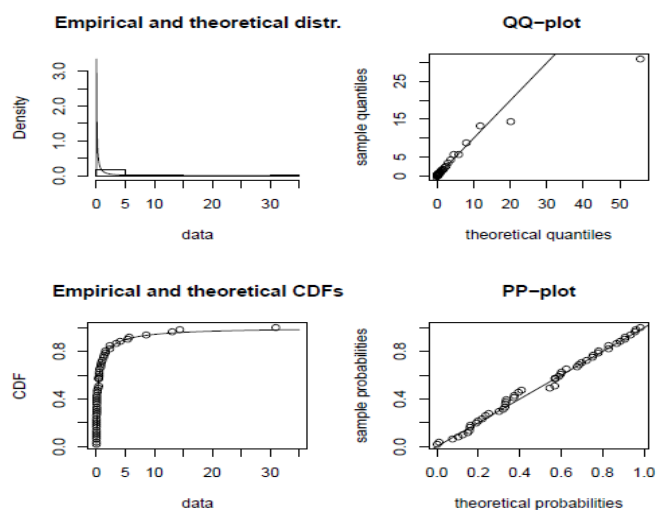 Empirical and theoretical distr.
Density
0.0 1.0 2.0 3.0
0 5 10 15 20 30
data
QQ−plot
sample quantiles
0 5 15 25
0 10 20 30 40 50
theoretical quantiles
Empirical and theoretical CDFs
CDF
0.0 0.4 0.8
0 5 10 15 20 30
data
PP−plot
sample probabilities
0.0 0.4 0.8
0.0 0.2 0.4 0.6 0.8 1.0
theoretical probabilities